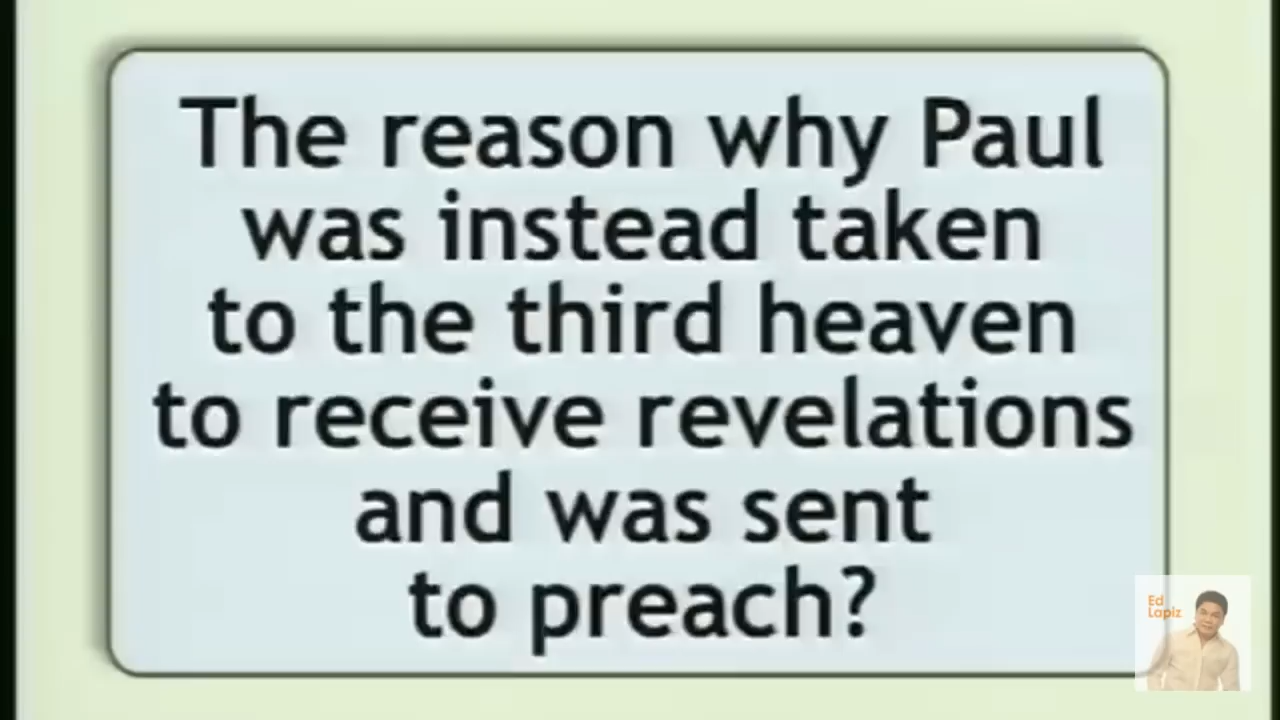 The reason why Paul
was instead taken
to the third heaven
to receive revelations
and was sent
to preach?
Ed
Lapiz